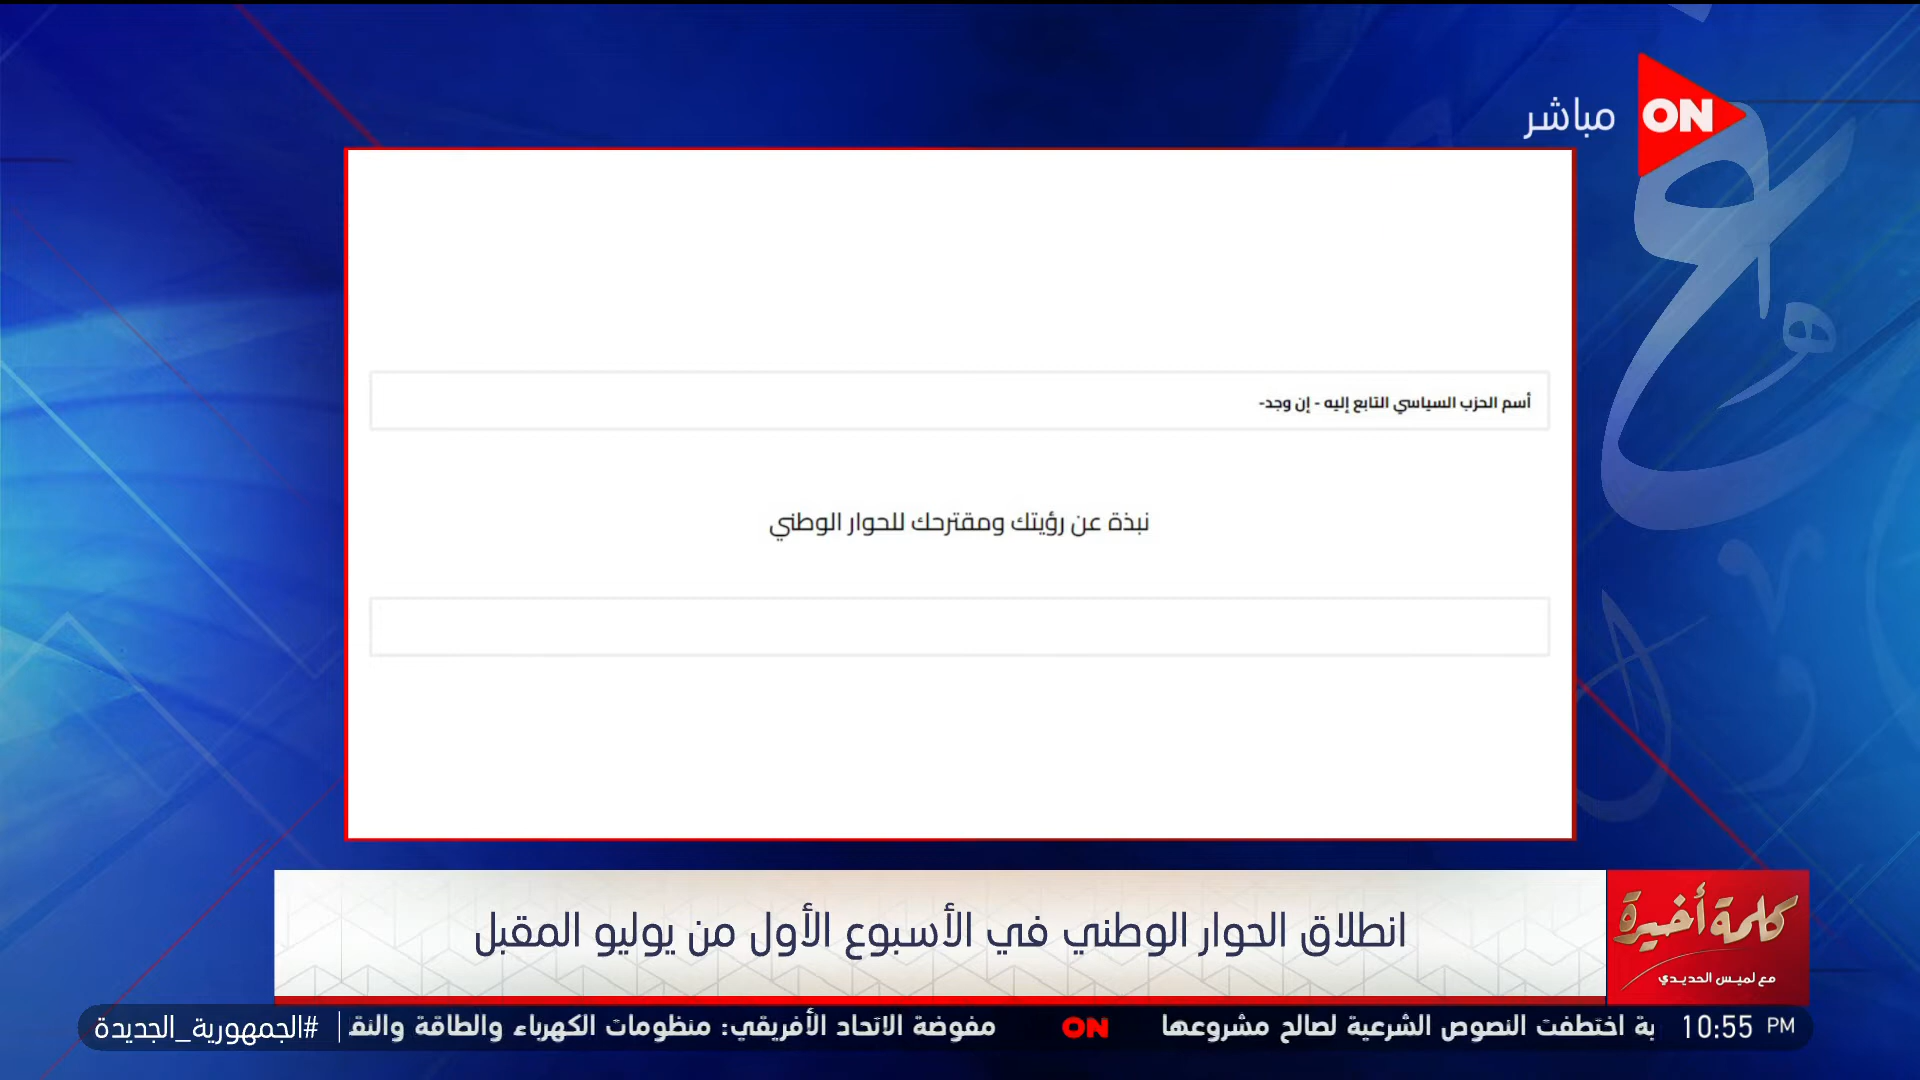 مباشر
ON
أسم الحزب السياسي التابع إليه - إن وجد-
نبذة عن رؤيتك ومقترحك للحوار الوطني
انطلاق الحوار الوطني في الأسبوع الأول من يوليو المقبل
كلمة أخيرة
مع لميس الحديدي
10:55 PM
بة اختطفت النصوص الشرعية لصالح مشروعها ON مفوضة الاتحاد الأفريقي: منظومات الكهرباء والطاقة والنقـ
#الجمهورية_الجديدة